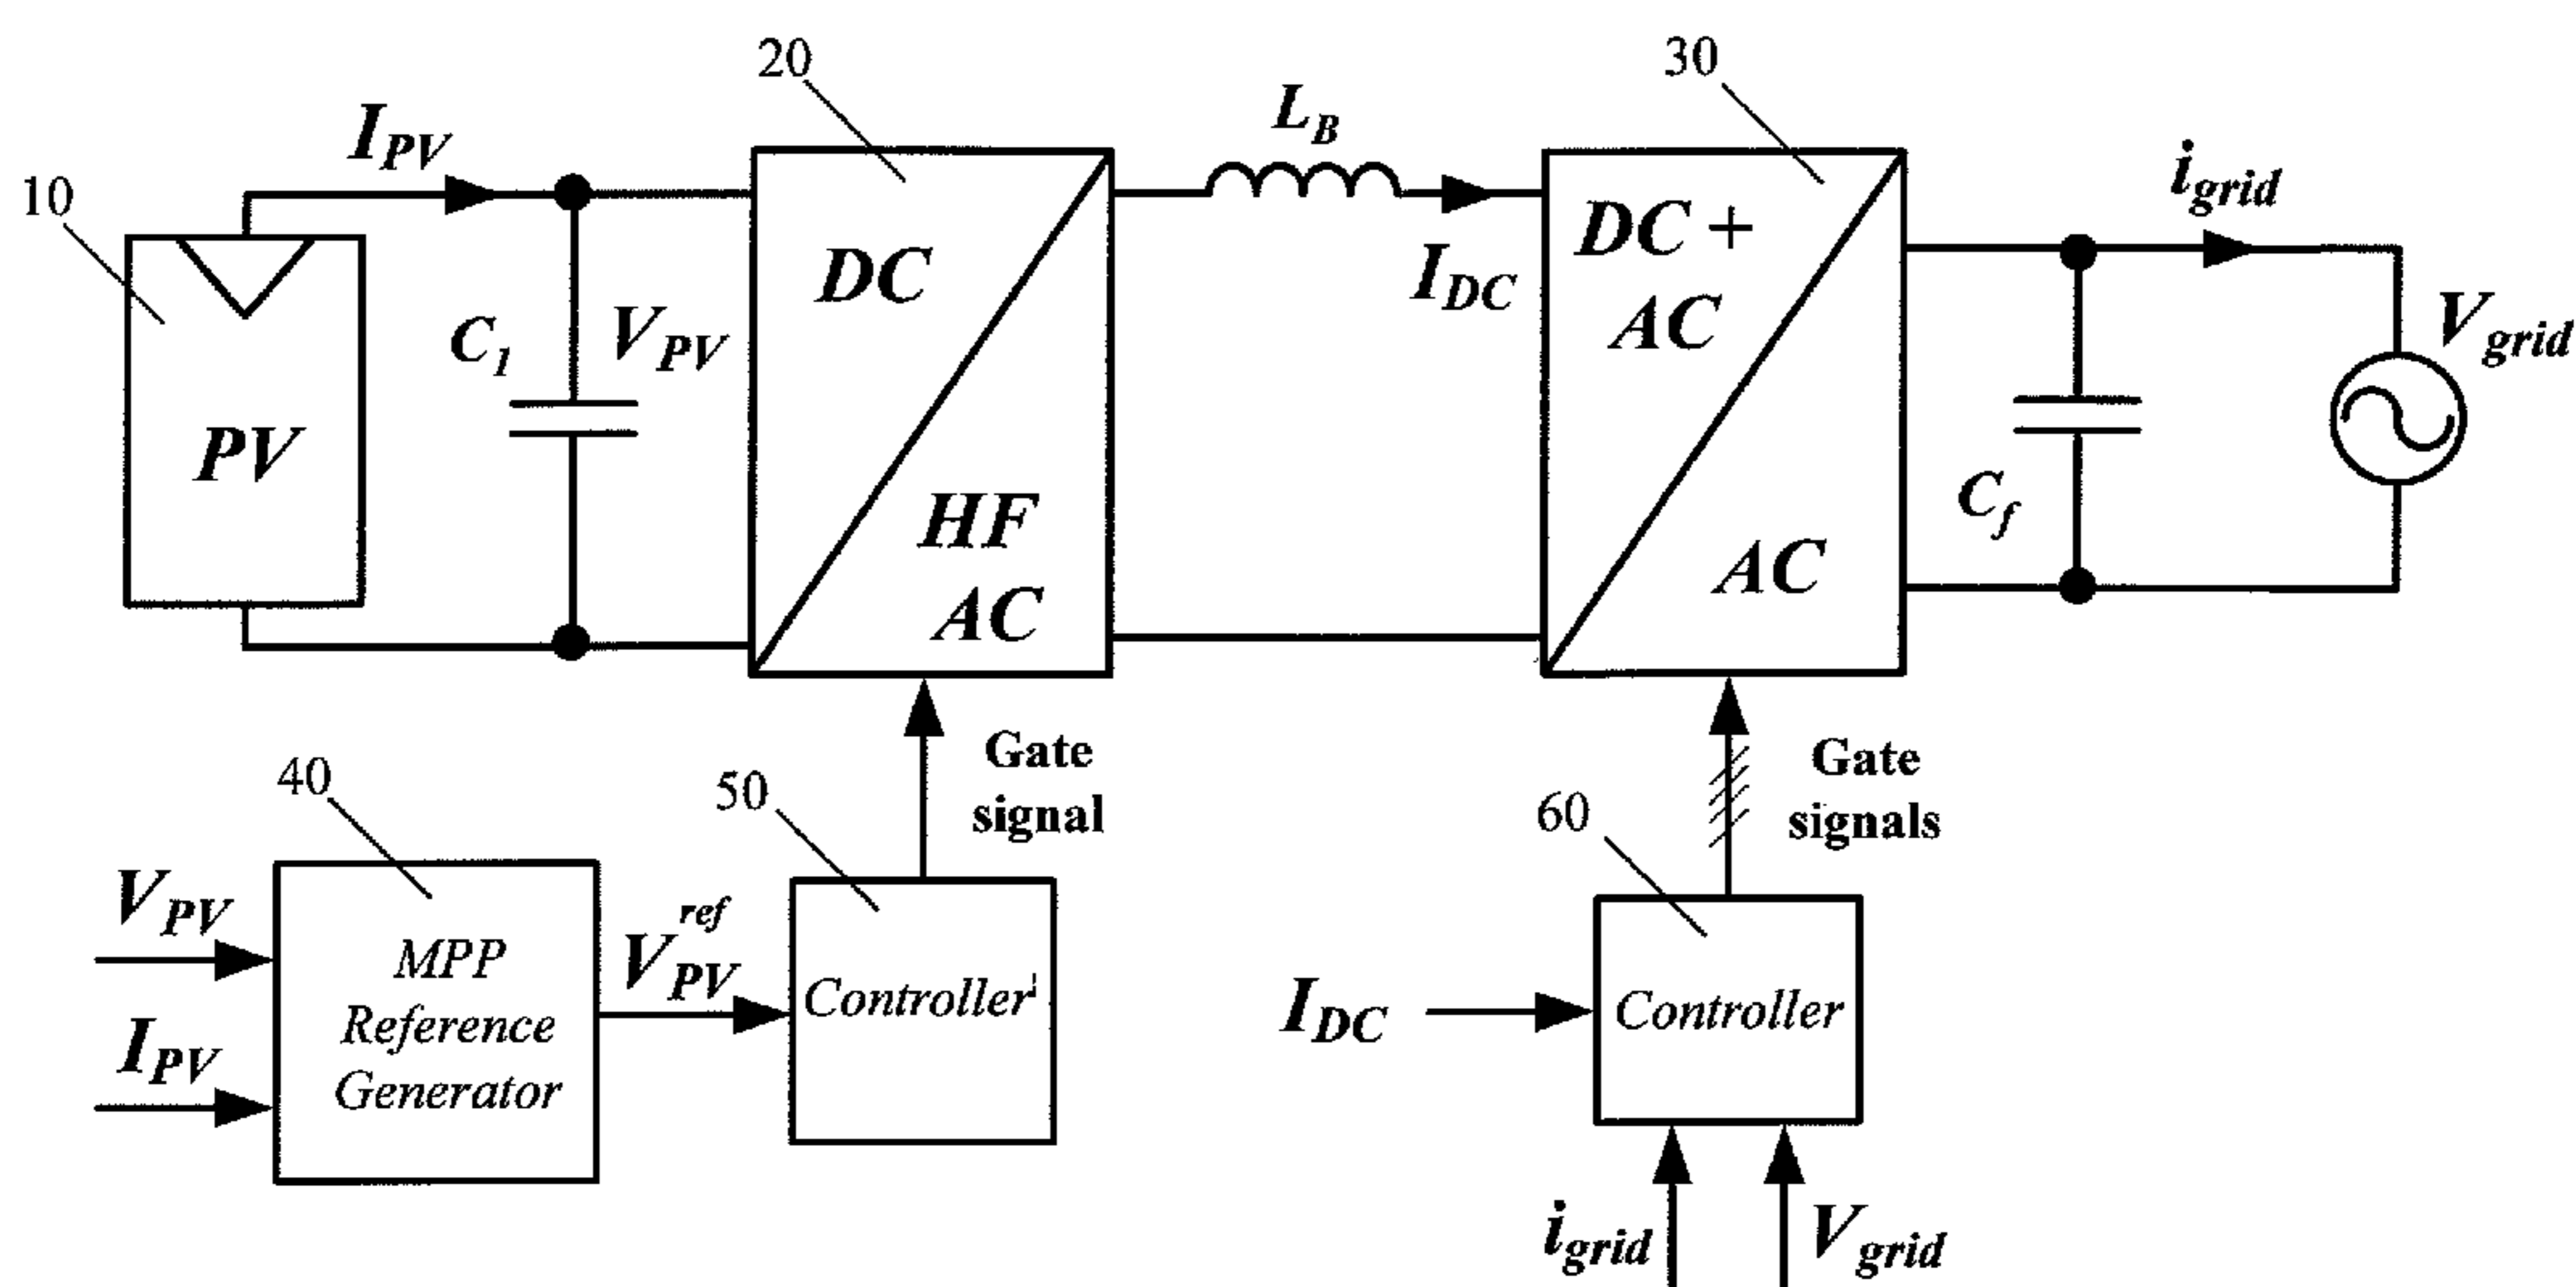 20
30
L_B
I_PV
i_grid
10
DC
DC +
AC
I_DC
C_1
V_PV
V_grid
PV
HF
AC
C_f
AC
Gate
signal
Gate
signals
40
50
60
V_PV
MPP
Reference
Generator
I_PV
V_PV^ref
Controller
I_DC
Controller
i_grid
V_grid